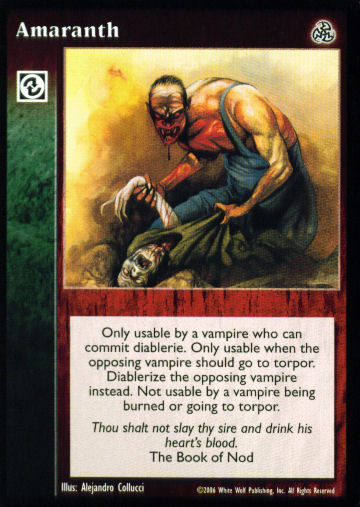 Amaranth
Only usable by a vampire who can
commit diablerie. Only usable when the
opposing vampire should go to torpor.
Diablerize the opposing vampire
instead. Not usable by a vampire being
burned or going to torpor.
Thou shalt not slay thy sire and drink his
heart's blood.
The Book of Nod
Illus: Alejandro Collucci
©2006 White Wolf Publishing, Inc. All Rights Reserved